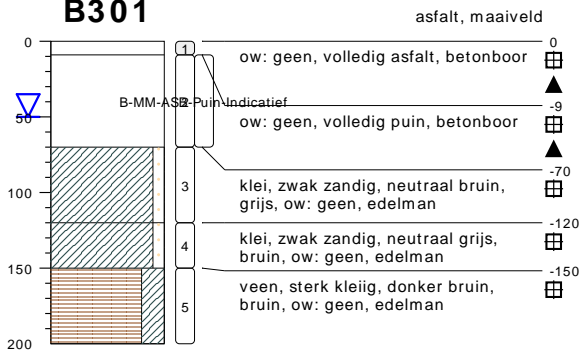 B301
asfalt, maaiveld
0
1
ow: geen, volledig asfalt, betonboor
0
B-MM-ASB-Puin-Indicatief
2
-9
50
ow: geen, volledig puin, betonboor
-70
100
3
klei, zwak zandig, neutraal bruin,
grijs, ow: geen, edelman
-120
4
klei, zwak zandig, neutraal grijs,
bruin, ow: geen, edelman
150
-150
5
veen, sterk kleiig, donker bruin,
bruin, ow: geen, edelman
200